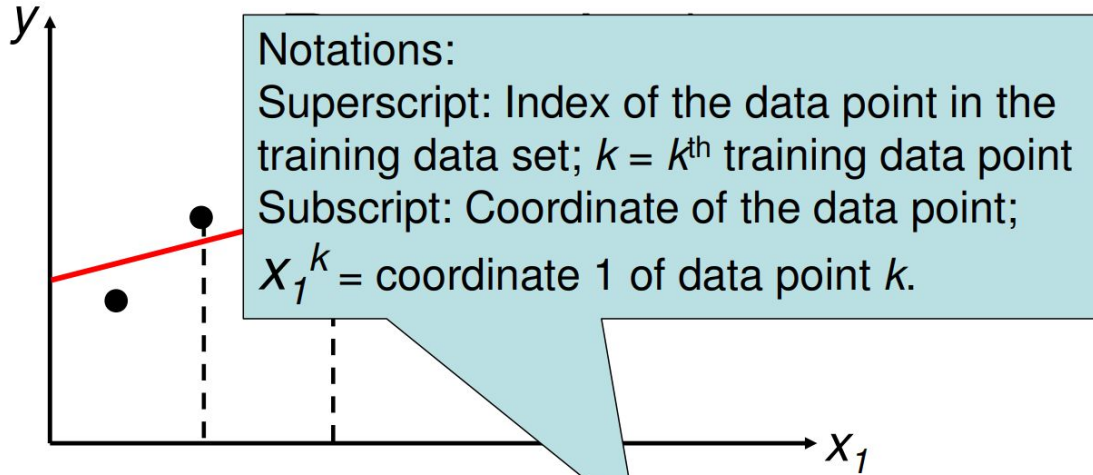 y
Notations:
Superscript: Index of the data point in the
training data set; k = kth training data point
Subscript: Coordinate of the data point;
x1k = coordinate 1 of data point k.
x1